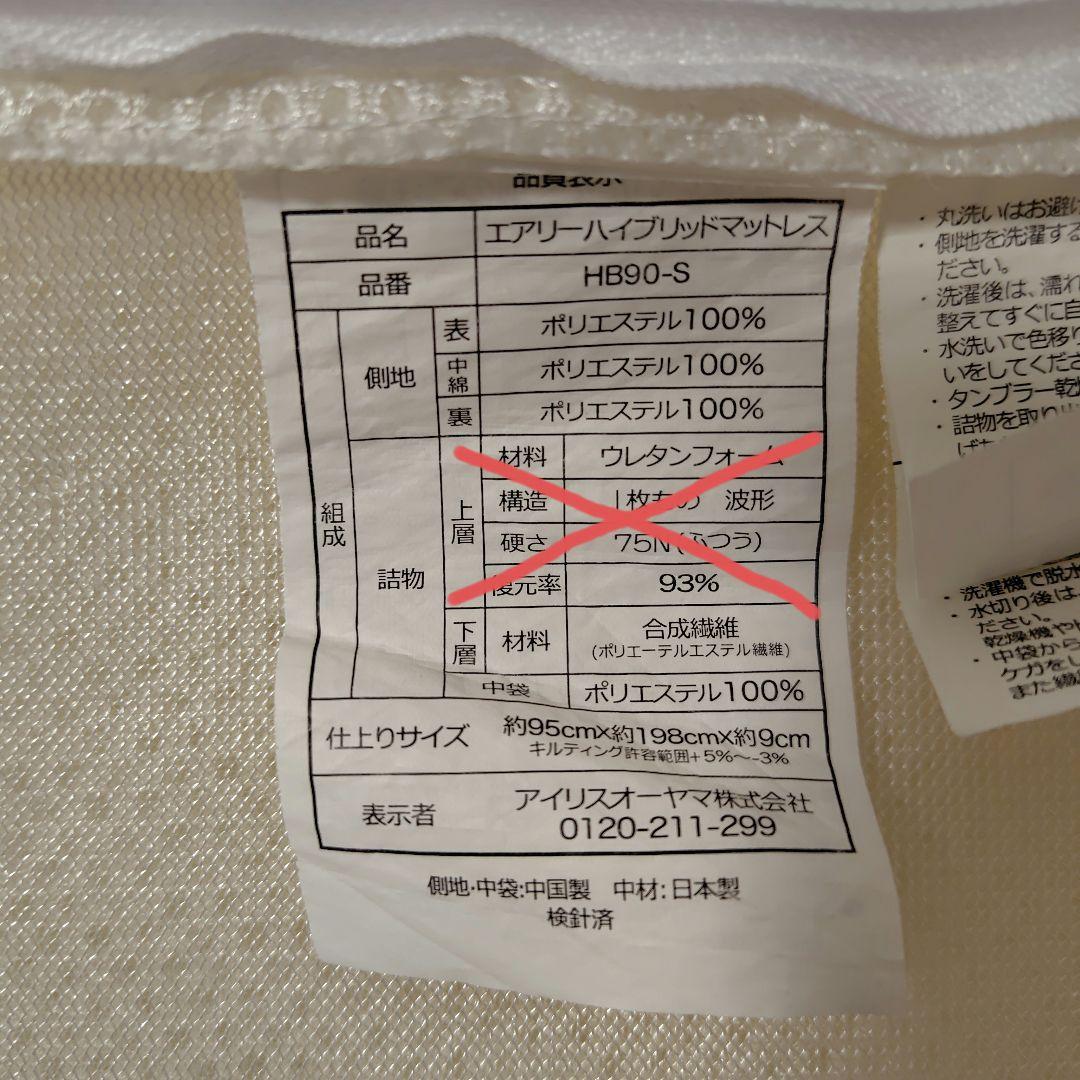 品質表示
品名 エアリーハイブリッドマットレス
品番 HB90-S
組成 側地 表 ポリエステル100%
中綿 ポリエステル100%
裏 ポリエステル100%
詰物 上層 材料 ウレタンフォーム
構造 1枚もの 波形
硬さ 75N(ふつう)
復元率 93%
下層 材料 合成繊維
(ポリエーテルエステル繊維)
中袋 ポリエステル100%
仕上りサイズ 約95cm×約198cm×約9cm
キルティング許容範囲+5%〜-3%
表示者 アイリスオーヤマ株式会社
0120-211-299
側地・中袋:中国製 中材:日本製
検針済
・丸洗いはお避け
・側地を洗濯する
ださい。
・洗濯後は、濡れ
整えてすぐに自
・水洗いで色移り
いをしてくださ
・タンブラー乾燥
・詰物を取り出
・洗濯機で脱水
・水切り後は、
ださい。
乾燥機や
・中袋から
ケガをし
また繊